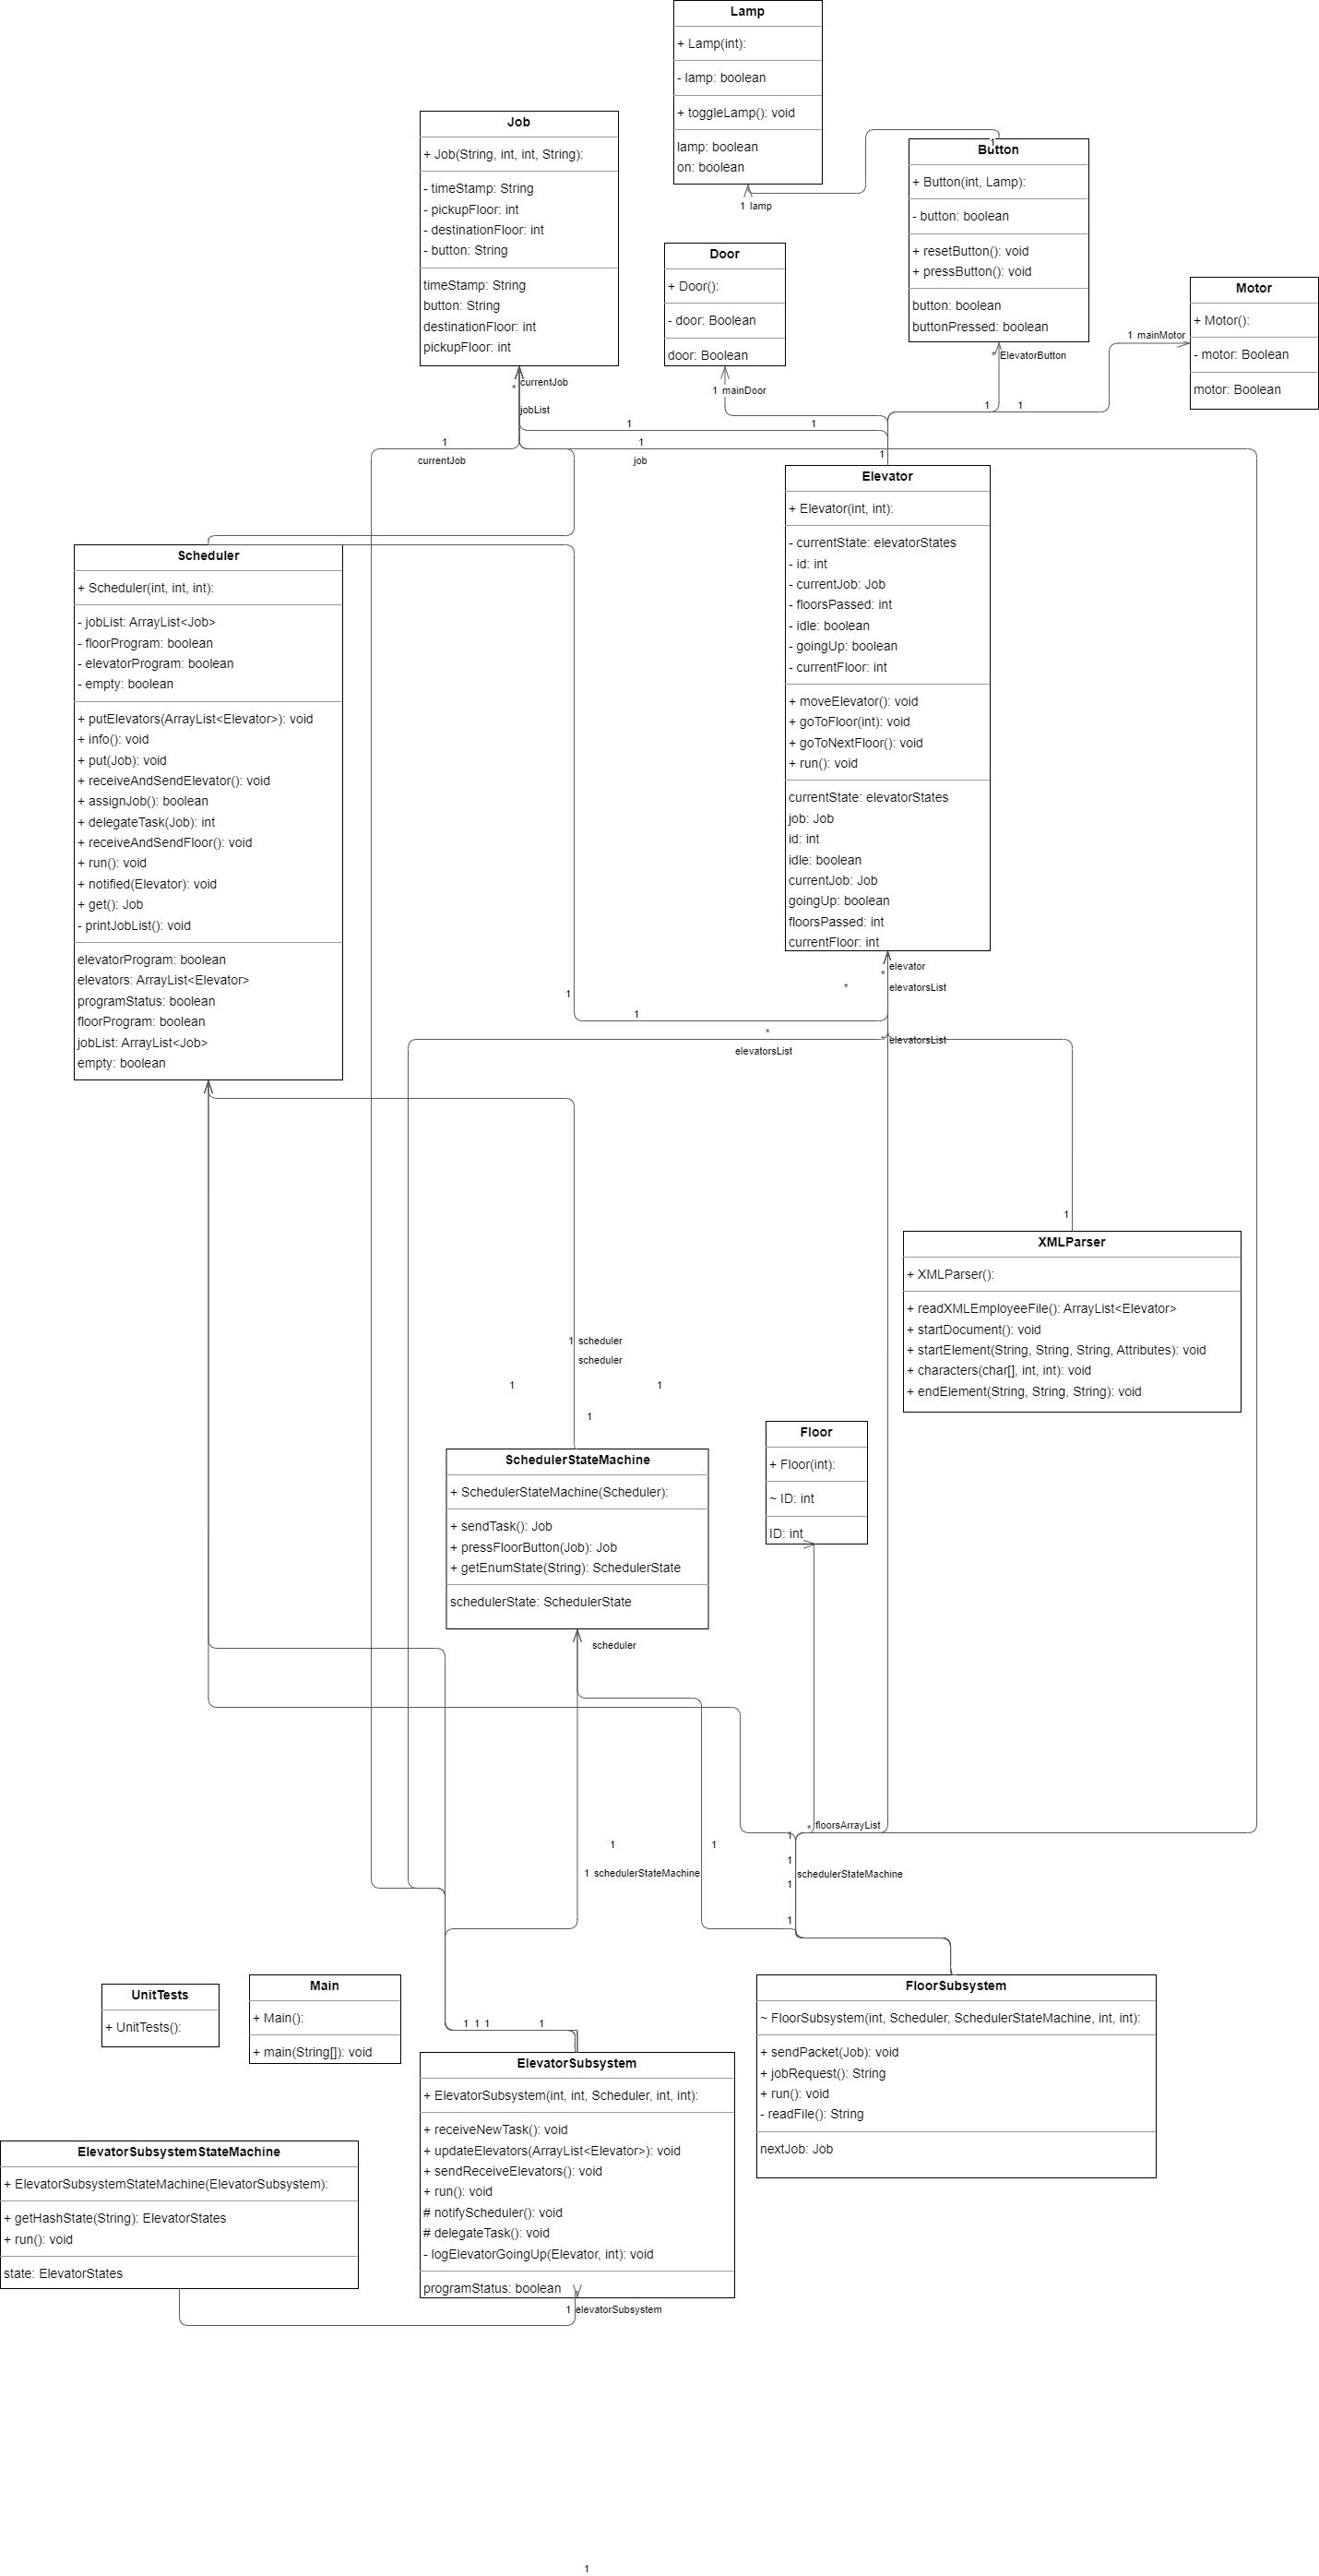 Lamp
+ Lamp(int):
- lamp: boolean
+ toggleLamp(): void
lamp: boolean
on: boolean
1 lamp
Job
+ Job(String, int, int, String):
- timeStamp: String
- pickupFloor: int
- destinationFloor: int
- button: String
timeStamp: String
button: String
destinationFloor: int
pickupFloor: int
1
Button
+ Button(int, Lamp):
- button: boolean
+ resetButton(): void
+ pressButton(): void
button: boolean
buttonPressed: boolean
Door
+ Door():
- door: Boolean
door: Boolean
Motor
+ Motor():
- motor: Boolean
motor: Boolean
1 mainMotor
* ElevatorButton
currentJob
*
1 mainDoor
jobList
1
1
1
1
1
1
1
currentJob
job
Elevator
+ Elevator(int, int):
- currentState: elevatorStates
- id: int
- currentJob: Job
- floorsPassed: int
- idle: boolean
- goingUp: boolean
- currentFloor: int
+ moveElevator(): void
+ goToFloor(int): void
+ goToNextFloor(): void
+ run(): void
currentState: elevatorStates
job: Job
id: int
idle: boolean
currentJob: Job
goingUp: boolean
floorsPassed: int
currentFloor: int
Scheduler
+ Scheduler(int, int, int):
- jobList: ArrayList<Job>
- floorProgram: boolean
- elevatorProgram: boolean
- empty: boolean
+ putElevators(ArrayList<Elevator>): void
+ info(): void
+ put(Job): void
+ receiveAndSendElevator(): void
+ assignJob(): boolean
+ delegateTask(Job): int
+ receiveAndSendFloor(): void
+ run(): void
+ notified(Elevator): void
+ get(): Job
- printJobList(): void
elevatorProgram: boolean
elevators: ArrayList<Elevator>
programStatus: boolean
floorProgram: boolean
jobList: ArrayList<Job>
empty: boolean
elevator
*
* elevatorsList
1
1
*
* elevatorsList
elevatorsList
1
XMLParser
+ XMLParser():
+ readXMLEmployeeFile(): ArrayList<Elevator>
+ startDocument(): void
+ startElement(String, String, String, Attributes): void
+ characters(char[], int, int): void
+ endElement(String, String, String): void
1 scheduler
scheduler
1
1
1
SchedulerStateMachine
+ SchedulerStateMachine(Scheduler):
+ sendTask(): Job
+ pressFloorButton(Job): Job
+ getEnumState(String): SchedulerState
schedulerState: SchedulerState
Floor
+ Floor(int):
~ ID: int
ID: int
scheduler
* floorsArrayList
1
1
1
1
1 schedulerStateMachine
schedulerStateMachine
1
1
UnitTests
+ UnitTests():
Main
+ Main():
+ main(String[]): void
FloorSubsystem
~ FloorSubsystem(int, Scheduler, SchedulerStateMachine, int, int):
+ sendPacket(Job): void
+ jobRequest(): String
+ run(): void
- readFile(): String
nextJob: Job
1 1 1
1
ElevatorSubsystem
+ ElevatorSubsystem(int, int, Scheduler, int, int):
+ receiveNewTask(): void
+ updateElevators(ArrayList<Elevator>): void
+ sendReceiveElevators(): void
+ run(): void
# notifyScheduler(): void
# delegateTask(): void
- logElevatorGoingUp(Elevator, int): void
programStatus: boolean
ElevatorSubsystemStateMachine
+ ElevatorSubsystemStateMachine(ElevatorSubsystem):
+ getHashState(String): ElevatorStates
+ run(): void
state: ElevatorStates
1 elevatorSubsystem
1